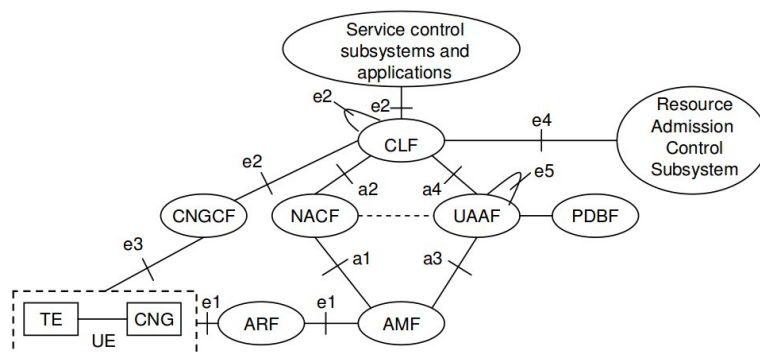 Service control
subsystems and
applications
e2
e2
e4
Resource
Admission
Control
Subsystem
CLF
e2
a2
a4
e5
CNGCF
NACF
UAAF
PDBF
e3
a1
a3
TE
CNG
UE
e1
ARF
e1
AMF